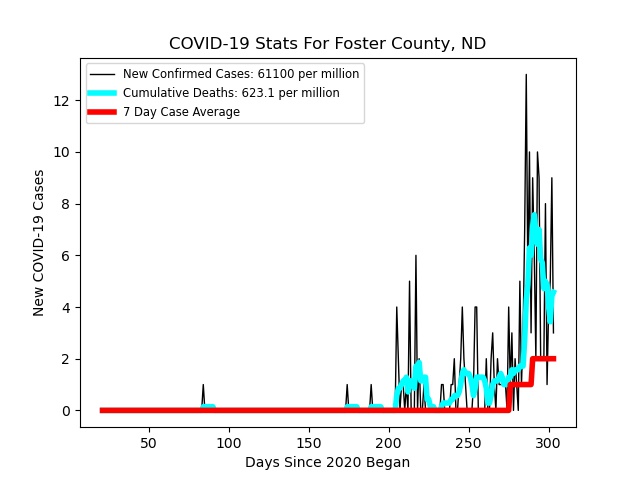 COVID-19 Stats For Foster County, ND
New Confirmed Cases: 61100 per million
Cumulative Deaths: 623.1 per million
7 Day Case Average
New COVID-19 Cases
12
10
8
6
4
2
0
50 100 150 200 250 300
Days Since 2020 Began